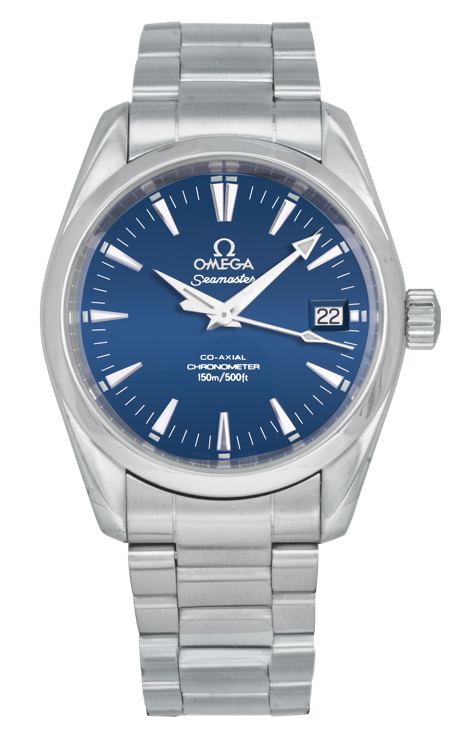 Ω
OMEGA
Seamaster
22
CO-AXIAL
CHRONOMETER
150m/500ft